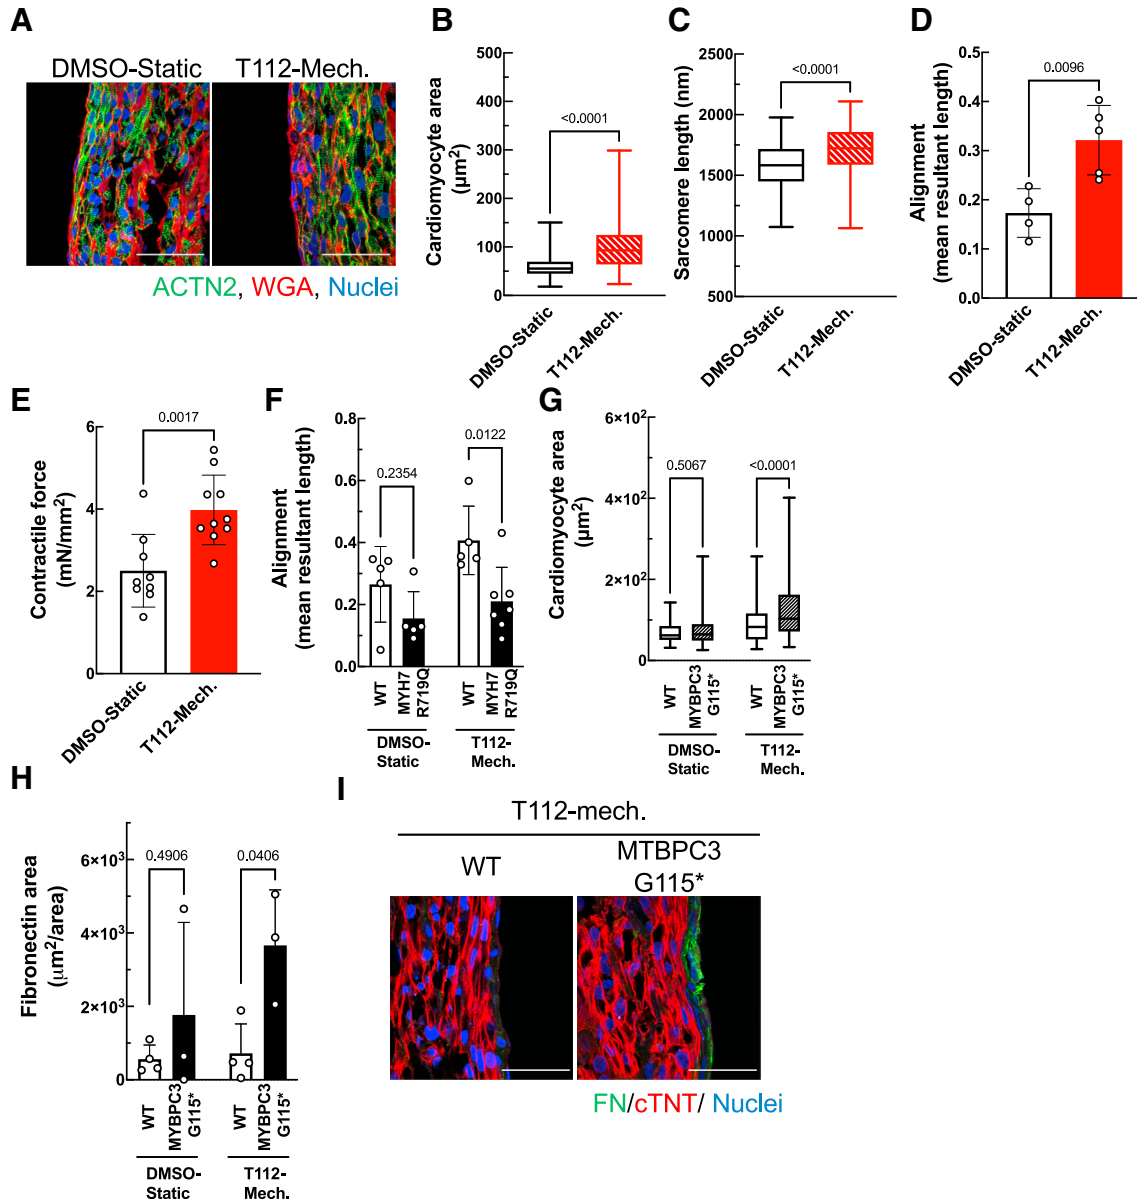 A
DMSO-Static
T112-Mech.
ACTN2, WGA, Nuclei
B
Cardiomyocyte area
(µm²)
500
400
300
200
100
0
<0.0001
DMSO-Static
T112-Mech.
C
Sarcomere length (nm)
2500
2000
1500
1000
500
<0.0001
DMSO-Static
T112-Mech.
D
Alignment
(mean resultant length)
0.5
0.4
0.3
0.2
0.1
0.0
0.0096
DMSO-static
T112-Mech.
E
Contractile force
(mN/mm²)
6
4
2
0
0.0017
DMSO-Static
T112-Mech.
F
Alignment
(mean resultant length)
0.8
0.6
0.4
0.2
0.0
0.2354
0.0122
WT
MYH7
R719Q
WT
MYH7
R719Q
DMSO-
Static
T112-
Mech.
G
Cardiomyocyte area
(µm²)
6×10²
4×10²
2×10²
0
0.5067
<0.0001
WT
MYBPC3
G115*
WT
MYBPC3
G115*
DMSO-
Static
T112-
Mech.
H
Fibronectin area
(µm²/area)
6×10³
4×10³
2×10³
0
0.4906
0.0406
WT
MYBPC3
G115*
WT
MYBPC3
G115*
DMSO-
Static
T112-
Mech.
I
T112-mech.
WT
MTBPC3
G115*
FN/cTNT/ Nuclei